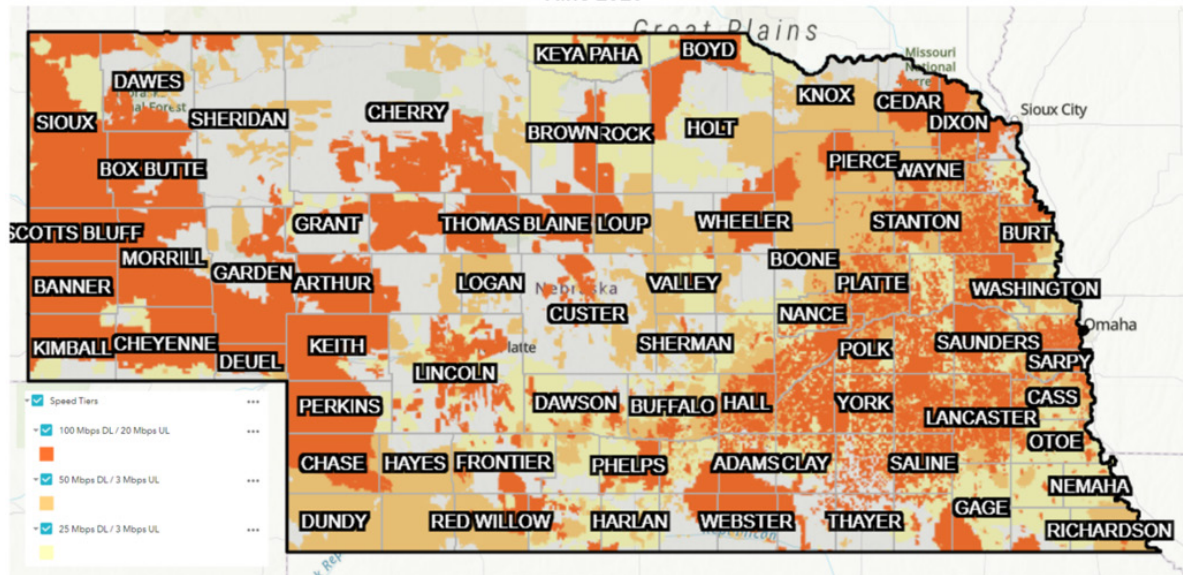 Great Plains
KEYA PAHA
BOYD
Missouri
National
DAWES
nal Forest
KNOX
CEDAR
Sioux City
SIOUX
SHERIDAN
CHERRY
BROWN
ROCK
HOLT
DIXON
BOX BUTTE
PIERCE
WAYNE
SCOTTS BLUFF
GRANT
THOMAS
BLAINE
LOUP
WHEELER
STANTON
BURT
MORRILL
GARDEN
ARTHUR
LOGAN
VALLEY
BOONE
PLATTE
BANNER
Nebraska
CUSTER
WASHINGTON
NANCE
Omaha
KIMBALL
CHEYENNE
DEUEL
KEITH
latte
SHERMAN
POLK
SAUNDERS
SARPY
LINCOLN
PERKINS
DAWSON
BUFFALO
HALL
YORK
LANCASTER
CASS
OTOE
CHASE
HAYES
FRONTIER
PHELPS
ADAMS
CLAY
SALINE
NEMAHA
DUNDY
RED WILLOW
HARLAN
WEBSTER
THAYER
GAGE
RICHARDSON
Republican
Speed Tiers
100 Mbps DL / 20 Mbps UL
50 Mbps DL / 3 Mbps UL
25 Mbps DL / 3 Mbps UL